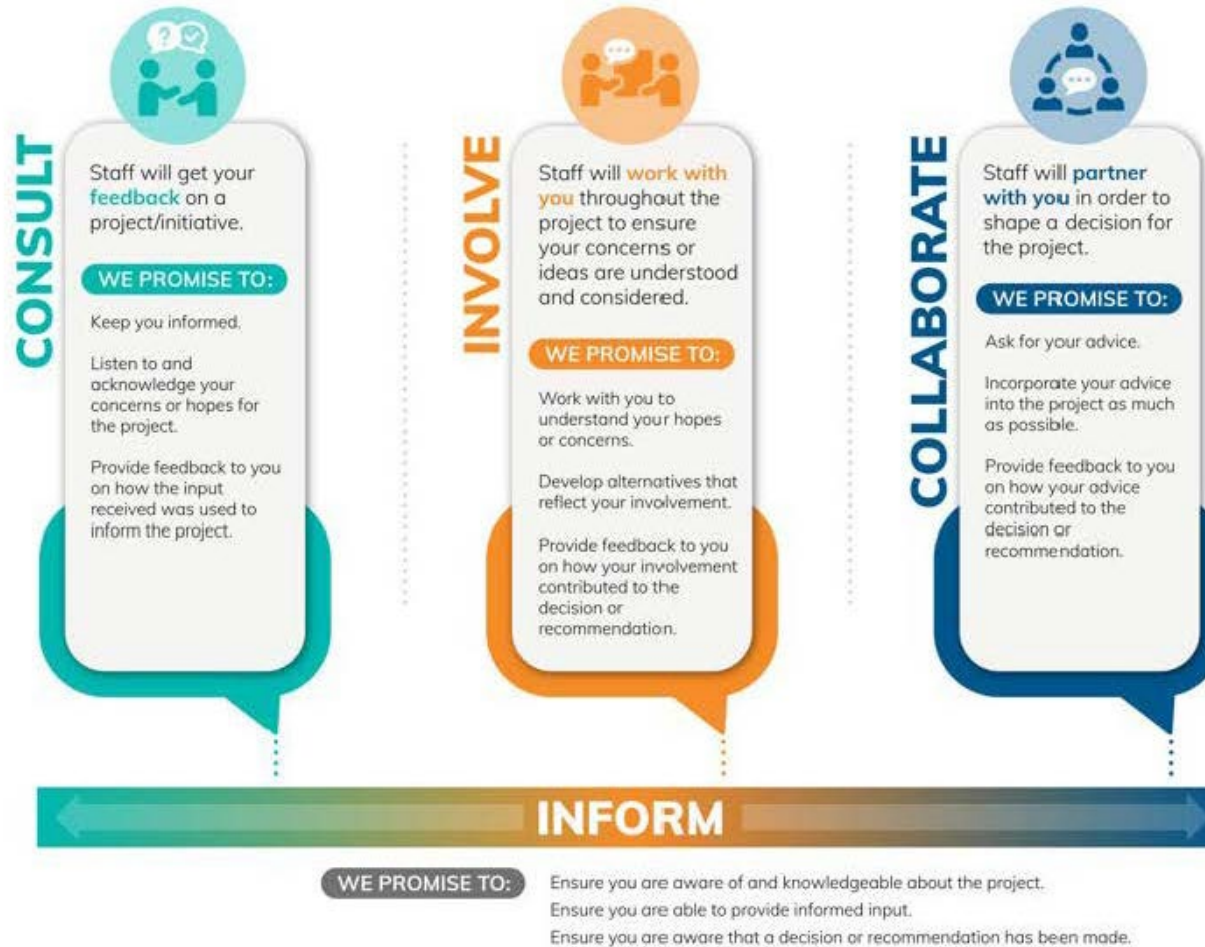 CONSULT
Staff will get your
feedback on a
project/initiative.
WE PROMISE TO:
Keep you informed.
Listen to and
acknowledge your
concerns or hopes for
the project.
Provide feedback to you
on how the input
received was used to
inform the project.
INVOLVE
Staff will work with
you throughout the
project to ensure
your concerns or
ideas are understood
and considered.
WE PROMISE TO:
Work with you to
understand your hopes
or concerns.
Develop alternatives that
reflect your involvement.
Provide feedback to you
on how your involvement
contributed to the
decision or
recommendation.
COLLABORATE
Staff will partner
with you in order to
shape a decision for
the project.
WE PROMISE TO:
Ask for your advice.
Incorporate your advice
into the project as much
as possible.
Provide feedback to you
on how your advice
contributed to the
decision or
recommendation.
INFORM
WE PROMISE TO:
Ensure you are aware of and knowledgeable about the project.
Ensure you are able to provide informed input.
Ensure you are aware that a decision or recommendation has been made.